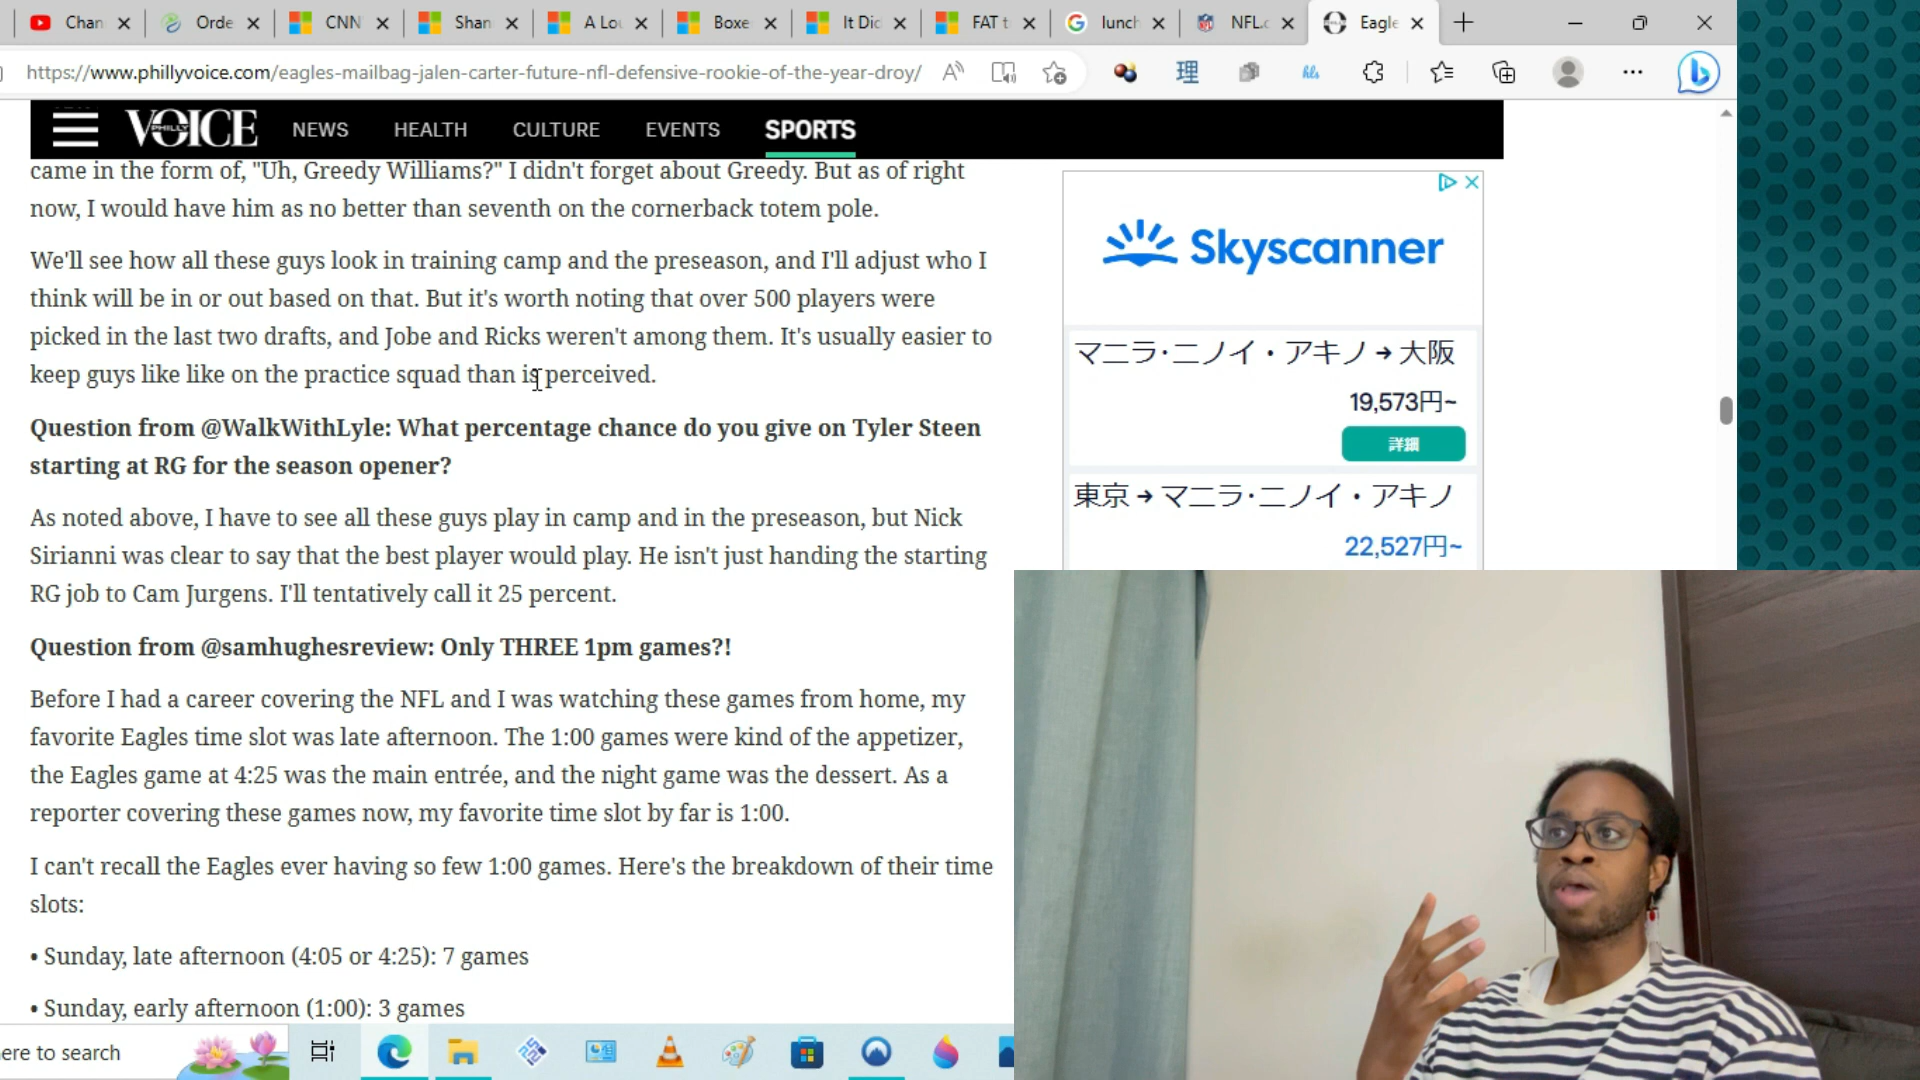 Chan
Orde
CNN
Shan
A Lou
Boxe
It Dic
FAT t
lunch
NFL.c
Eagle
https://www.phillyvoice.com/eagles-mailbag-jalen-carter-future-nfl-defensive-rookie-of-the-year-droy/
理
hls
PHILLY VOICE
NEWS
HEALTH
CULTURE
EVENTS
SPORTS
came in the form of, "Uh, Greedy Williams?" I didn't forget about Greedy. But as of right
now, I would have him as no better than seventh on the cornerback totem pole.
We'll see how all these guys look in training camp and the preseason, and I'll adjust who I
think will be in or out based on that. But it's worth noting that over 500 players were
picked in the last two drafts, and Jobe and Ricks weren't among them. It's usually easier to
keep guys like like on the practice squad than is perceived.
Question from @WalkWithLyle: What percentage chance do you give on Tyler Steen
starting at RG for the season opener?
As noted above, I have to see all these guys play in camp and in the preseason, but Nick
Sirianni was clear to say that the best player would play. He isn't just handing the starting
RG job to Cam Jurgens. I'll tentatively call it 25 percent.
Question from @samhughesreview: Only THREE 1pm games?!
Before I had a career covering the NFL and I was watching these games from home, my
favorite Eagles time slot was late afternoon. The 1:00 games were kind of the appetizer,
the Eagles game at 4:25 was the main entrée, and the night game was the dessert. As a
reporter covering these games now, my favorite time slot by far is 1:00.
I can't recall the Eagles ever having so few 1:00 games. Here's the breakdown of their time
slots:
• Sunday, late afternoon (4:05 or 4:25): 7 games
• Sunday, early afternoon (1:00): 3 games
Skyscanner
マニラ・ニノイ・アキノ → 大阪
19,573円~
詳細
東京 → マニラ・ニノイ・アキノ
22,527円~
ere to search